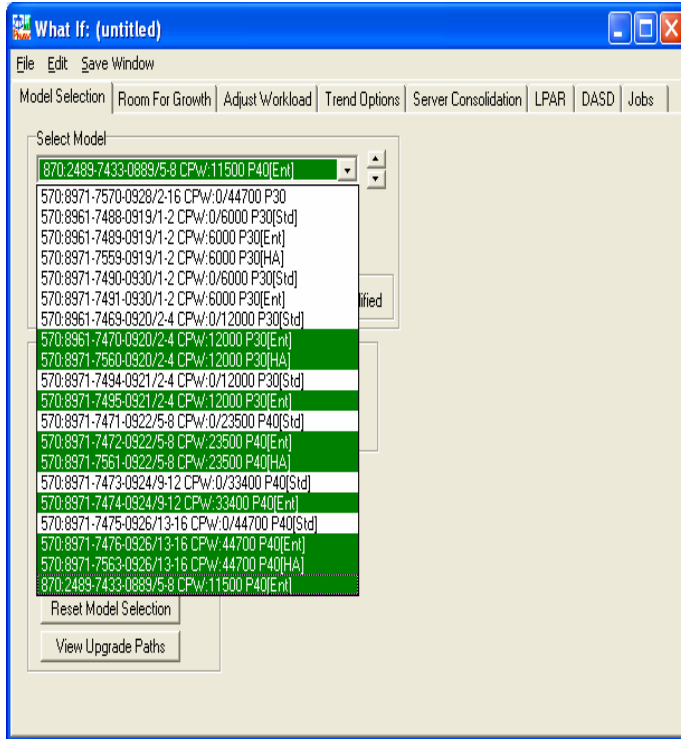 What If: (untitled)
File Edit Save Window
Model Selection Room For Growth Adjust Workload Trend Options Server Consolidation LPAR DASD Jobs
Select Model
870:2489-7433-0889/5-8 CPW:11500 P40[Ent]
570:8971-7570-0928/2-16 CPW:0/44700 P30
570:8961-7488-0919/1-2 CPW:0/6000 P30[Std]
570:8961-7489-0919/1-2 CPW:6000 P30[Ent]
570:8971-7559-0919/1-2 CPW:6000 P30[HA]
570:8971-7490-0930/1-2 CPW:0/6000 P30[Std]
570:8971-7491-0930/1-2 CPW:6000 P30[Ent]
570:8961-7469-0920/2-4 CPW:0/12000 P30[Std]
570:8961-7470-0920/2-4 CPW:12000 P30[Ent]
570:8971-7560-0920/2-4 CPW:12000 P30[HA]
570:8971-7494-0921/2-4 CPW:0/12000 P30[Std]
570:8971-7495-0921/2-4 CPW:12000 P30[Ent]
570:8971-7471-0922/5-8 CPW:0/23500 P40[Std]
570:8971-7472-0922/5-8 CPW:23500 P40[Ent]
570:8971-7561-0922/5-8 CPW:23500 P40[HA]
570:8971-7473-0924/9-12 CPW:0/33400 P40[Std]
570:8971-7474-0924/9-12 CPW:33400 P40[Ent]
570:8971-7475-0926/13-16 CPW:0/44700 P40[Std]
570:8971-7476-0926/13-16 CPW:44700 P40[Ent]
570:8971-7563-0926/13-16 CPW:44700 P40[HA]
870:2489-7433-0889/5-8 CPW:11500 P40[Ent]
ified
Reset Model Selection
View Upgrade Paths